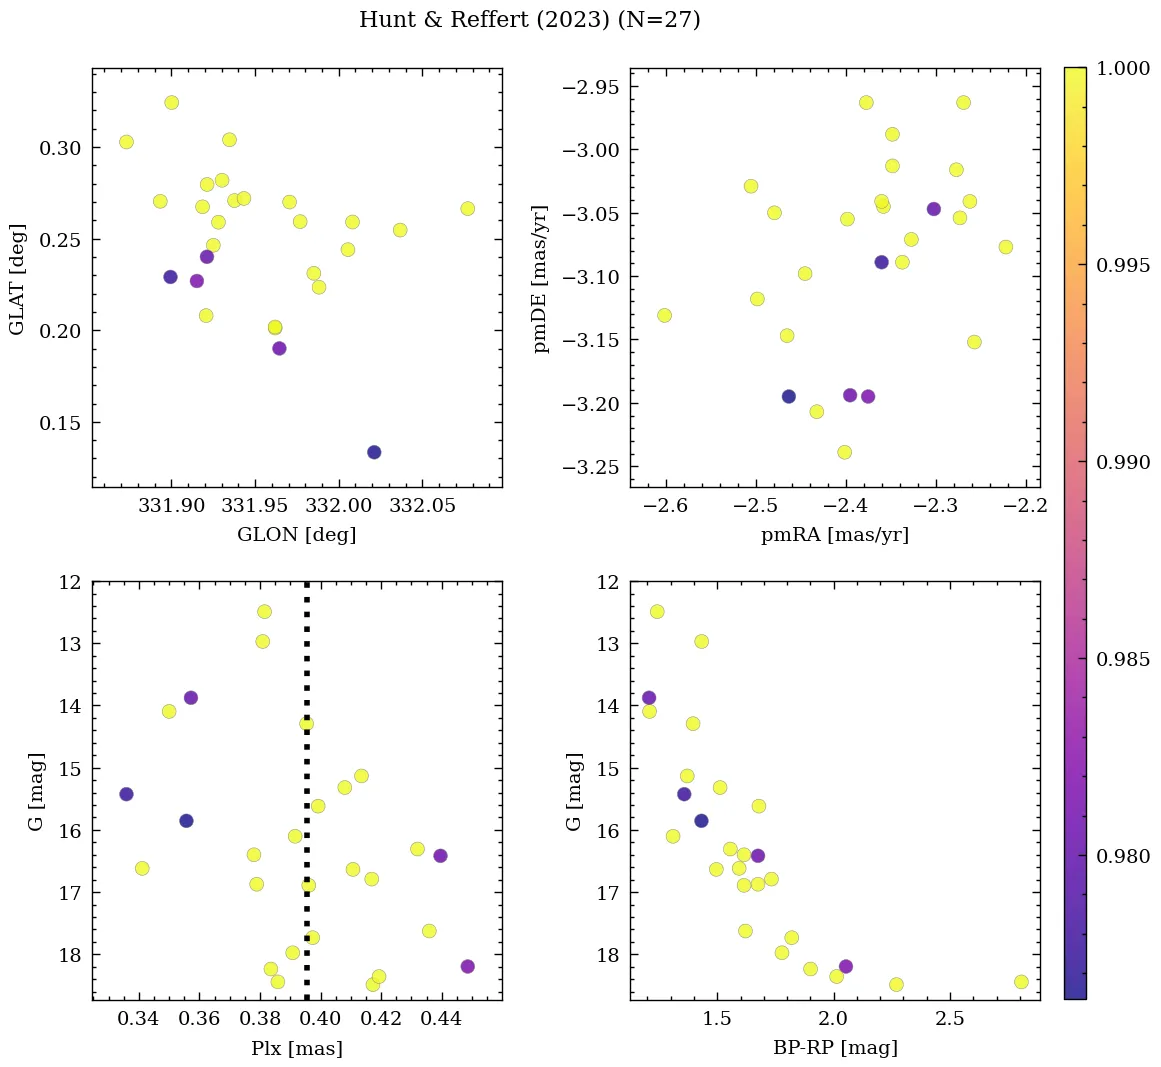 Hunt & Reffert (2023) (N=27)
0.30
0.25
0.20
0.15
GLAT [deg]
331.90 331.95 332.00 332.05
GLON [deg]
−2.95
−3.00
−3.05
−3.10
−3.15
−3.20
−3.25
pmDE [mas/yr]
−2.6 −2.5 −2.4 −2.3 −2.2
pmRA [mas/yr]
12
13
14
15
16
17
18
G [mag]
0.34 0.36 0.38 0.40 0.42 0.44
Plx [mas]
12
13
14
15
16
17
18
G [mag]
1.5 2.0 2.5
BP-RP [mag]
1.000
0.995
0.990
0.985
0.980